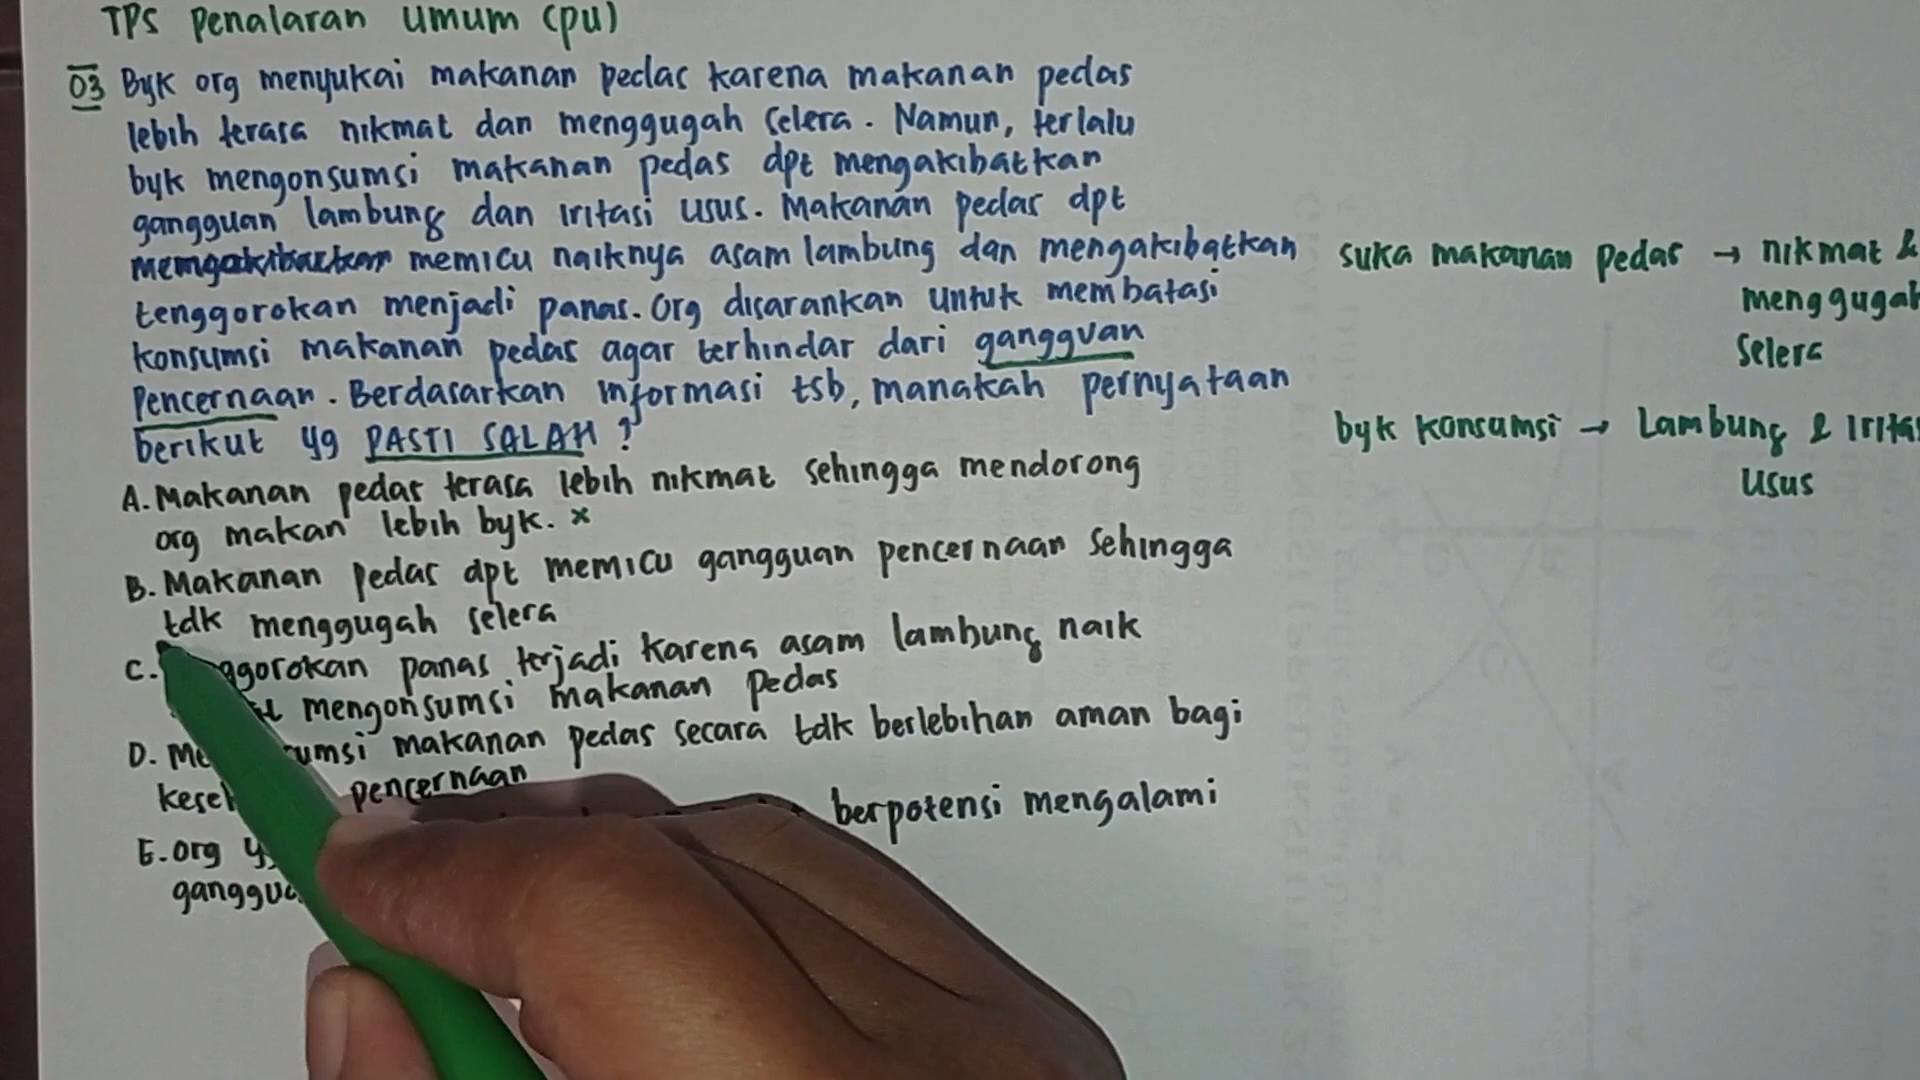 TPS Penalaran Umum (pu)
03 Byk org menyukai makanan pedas karena makanan pedas
lebih terasa nikmat dan menggugah selera. Namun, terlalu
byk mengonsumsi makanan pedas dpt mengakibatkan
gangguan lambung dan iritasi usus. Makanan pedas dpt
memicu naiknya asam lambung dan mengakibatkan
tenggorokan menjadi panas. Org disarankan untuk membatasi
konsumsi makanan pedas agar terhindar dari gangguan
Pencernaan. Berdasarkan informasi tsb, manakah pernyataan
berikut yg PASTI SALAH?
A. Makanan pedas terasa lebih nikmat sehingga mendorong
org makan lebih byk. x
B. Makanan pedas dpt memicu gangguan pencernaan sehingga
tdk menggugah selera
C. ggorokan panas terjadi karena asam lambung naik
mengonsumsi makanan pedas
D. Me umsi makanan pedas secara tdk berlebihan aman bagi
kese pencernaan
E. org y berpotensi mengalami
ganggua
suka makanan pedas → nikmat &
menggugah
selera
byk konsumsi → Lambung & iritas
usus